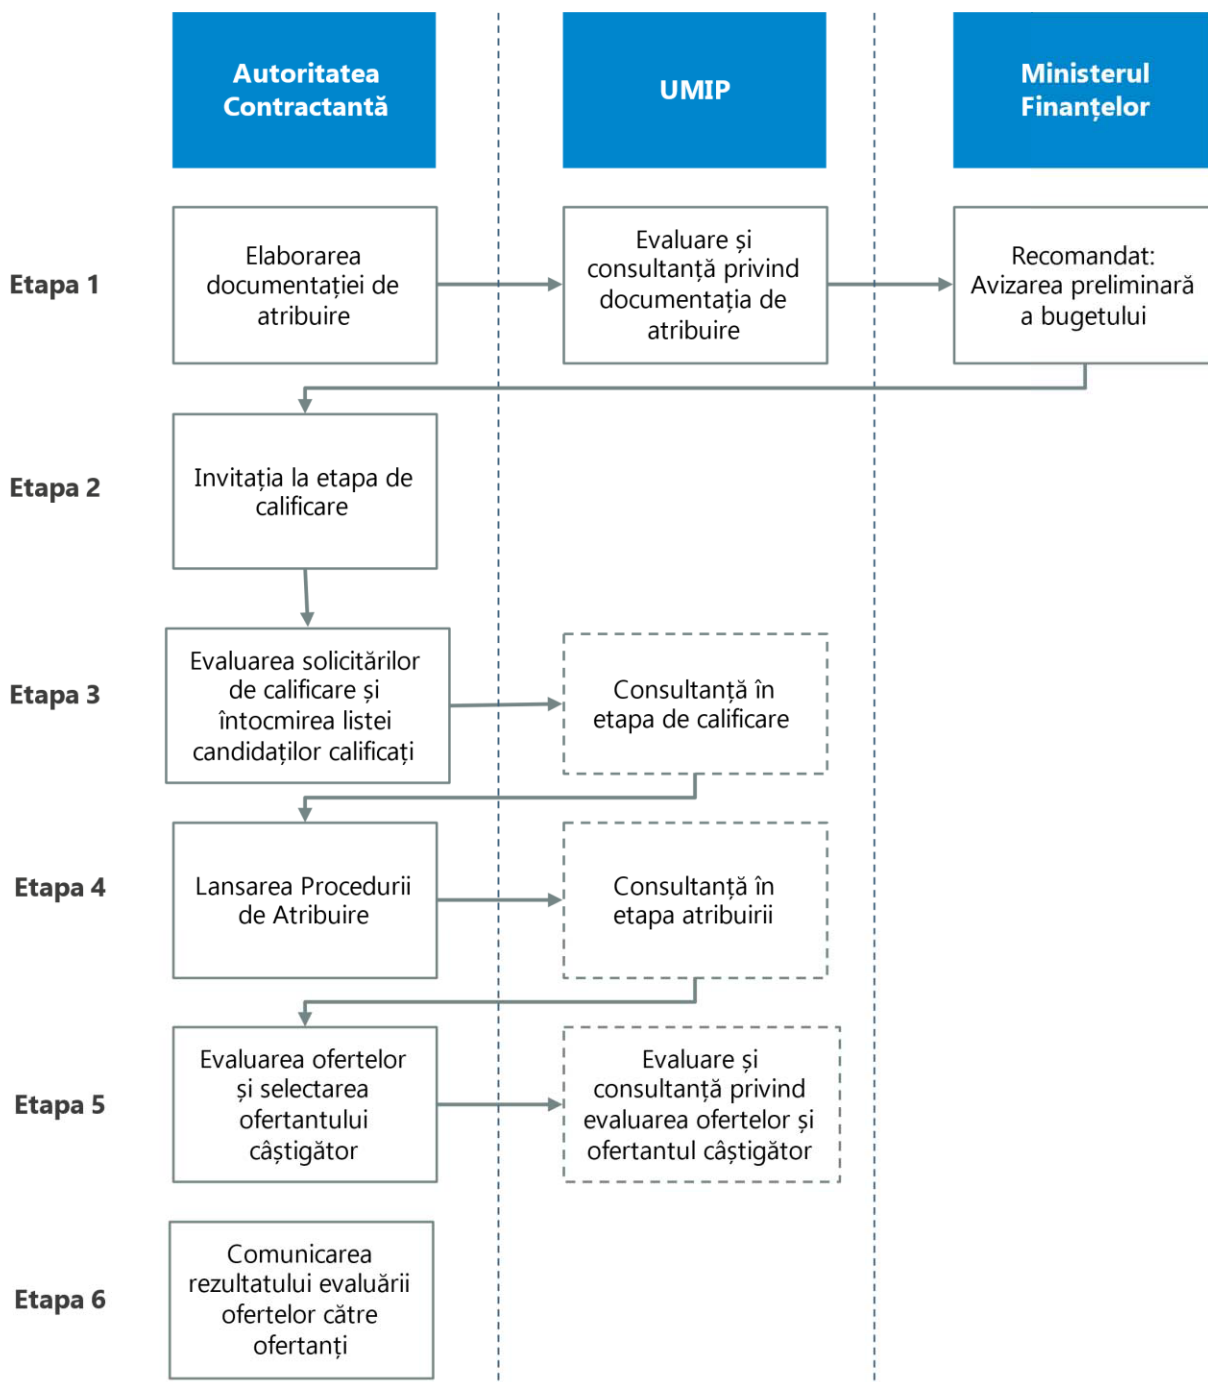 Autoritatea
Contractantă
UMIP
Ministerul
Finanțelor
Etapa 1
Elaborarea
documentației de
atribuire
Evaluare și
consultanță privind
documentația de
atribuire
Recomandat:
Avizarea preliminară
a bugetului
Etapa 2
Invitația la etapa de
calificare
Etapa 3
Evaluarea solicitărilor
de calificare și
întocmirea listei
candidaților calificați
Consultanță în
etapa de calificare
Etapa 4
Lansarea Procedurii
de Atribuire
Consultanță în
etapa atribuirii
Etapa 5
Evaluarea ofertelor
și selectarea
ofertantului
câștigător
Evaluare și
consultanță privind
evaluarea ofertelor și
ofertantul câștigător
Etapa 6
Comunicarea
rezultatului evaluării
ofertelor către
ofertanți